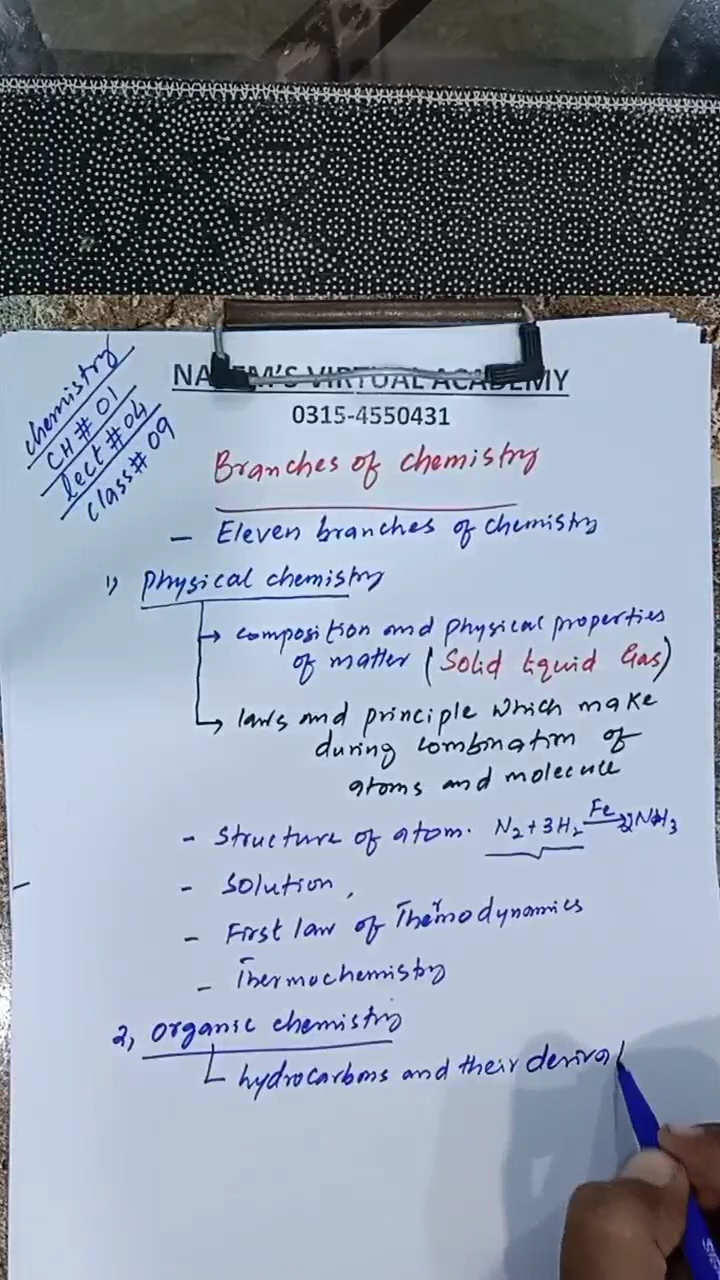 chemistry
CH # 01
lect # 04
class # 09
VIRTUAL ACADEMY
0315-4550431
Branches of chemistry
- Eleven branches of chemistry
1) Physical chemistry
→ composition and physical properties
of matter (Solid liquid Gas)
→ laws and principle which make
during combination of
atoms and molecule
- Structure of atom. N₂ + 3H₂ Fe→ 2NH₃
- Solution,
- First law of Thermodynamics
- Thermochemistry
2, organic chemistry
hydrocarbons and their derivat